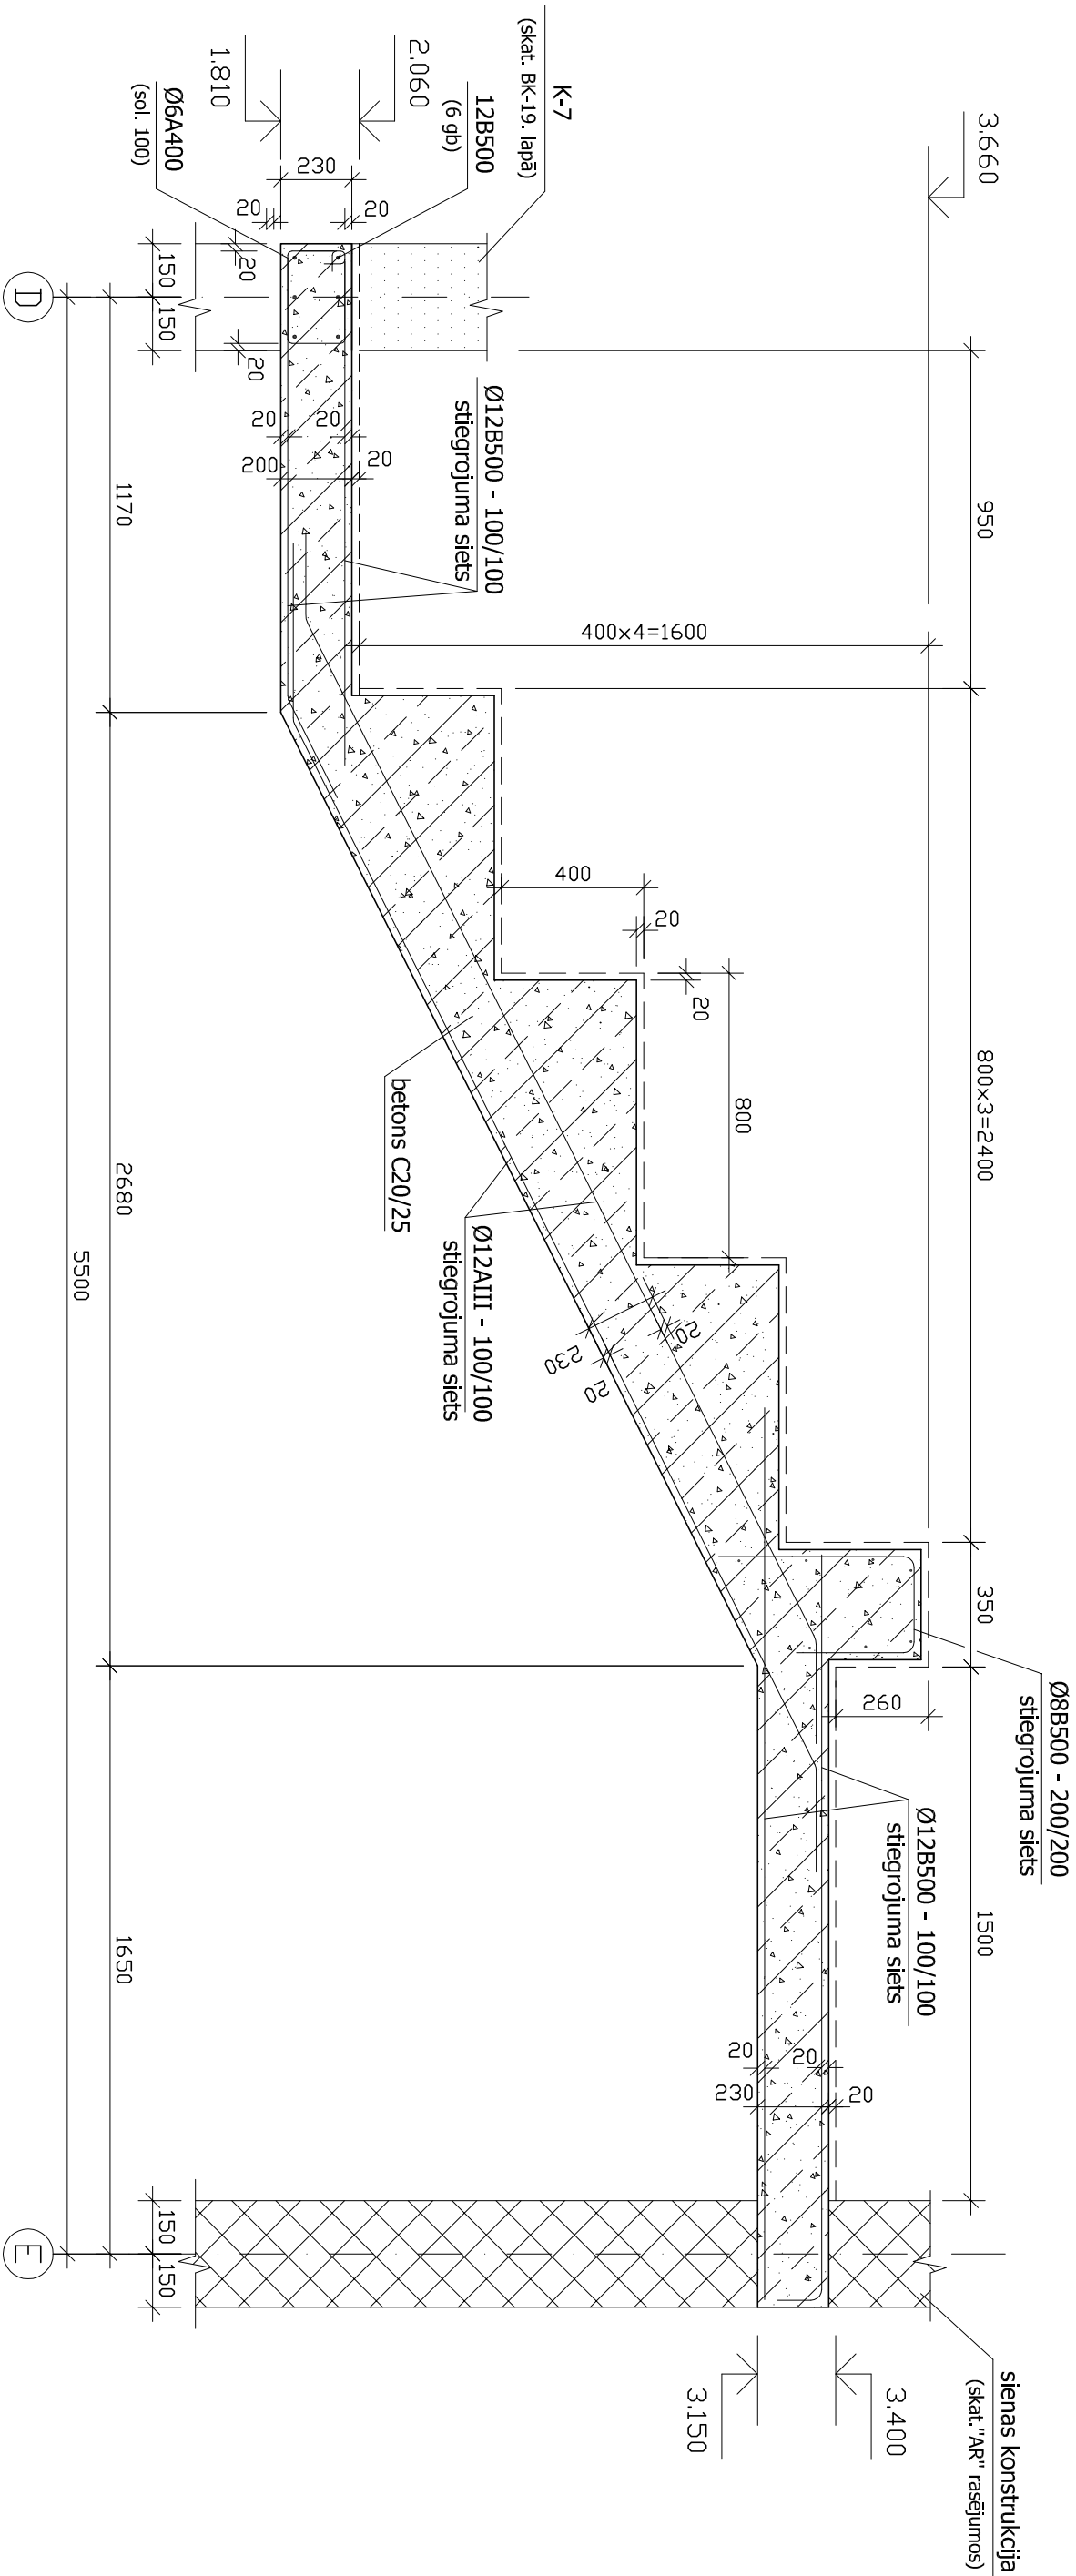 3.660
K-7
(skat. BK-19. lapā)
2.060
1.810
12B500
(6 gb)
Ø6A400
(sol. 100)
230
20
20
20
20
150
150
D
950
Ø12B500 - 100/100
stiegrojuma siets
20
20
200
20
1170
400x4=1600
400
20
20
800
800x3=2400
betons C20/25
2680
5500
Ø12AIII - 100/100
stiegrojuma siets
20
230
20
350
Ø8B500 - 200/200
stiegrojuma siets
260
Ø12B500 - 100/100
stiegrojuma siets
1500
1650
20
20
230
20
150
150
E
3.400
3.150
sienas konstrukcija
(skat."AR" rasējumos)